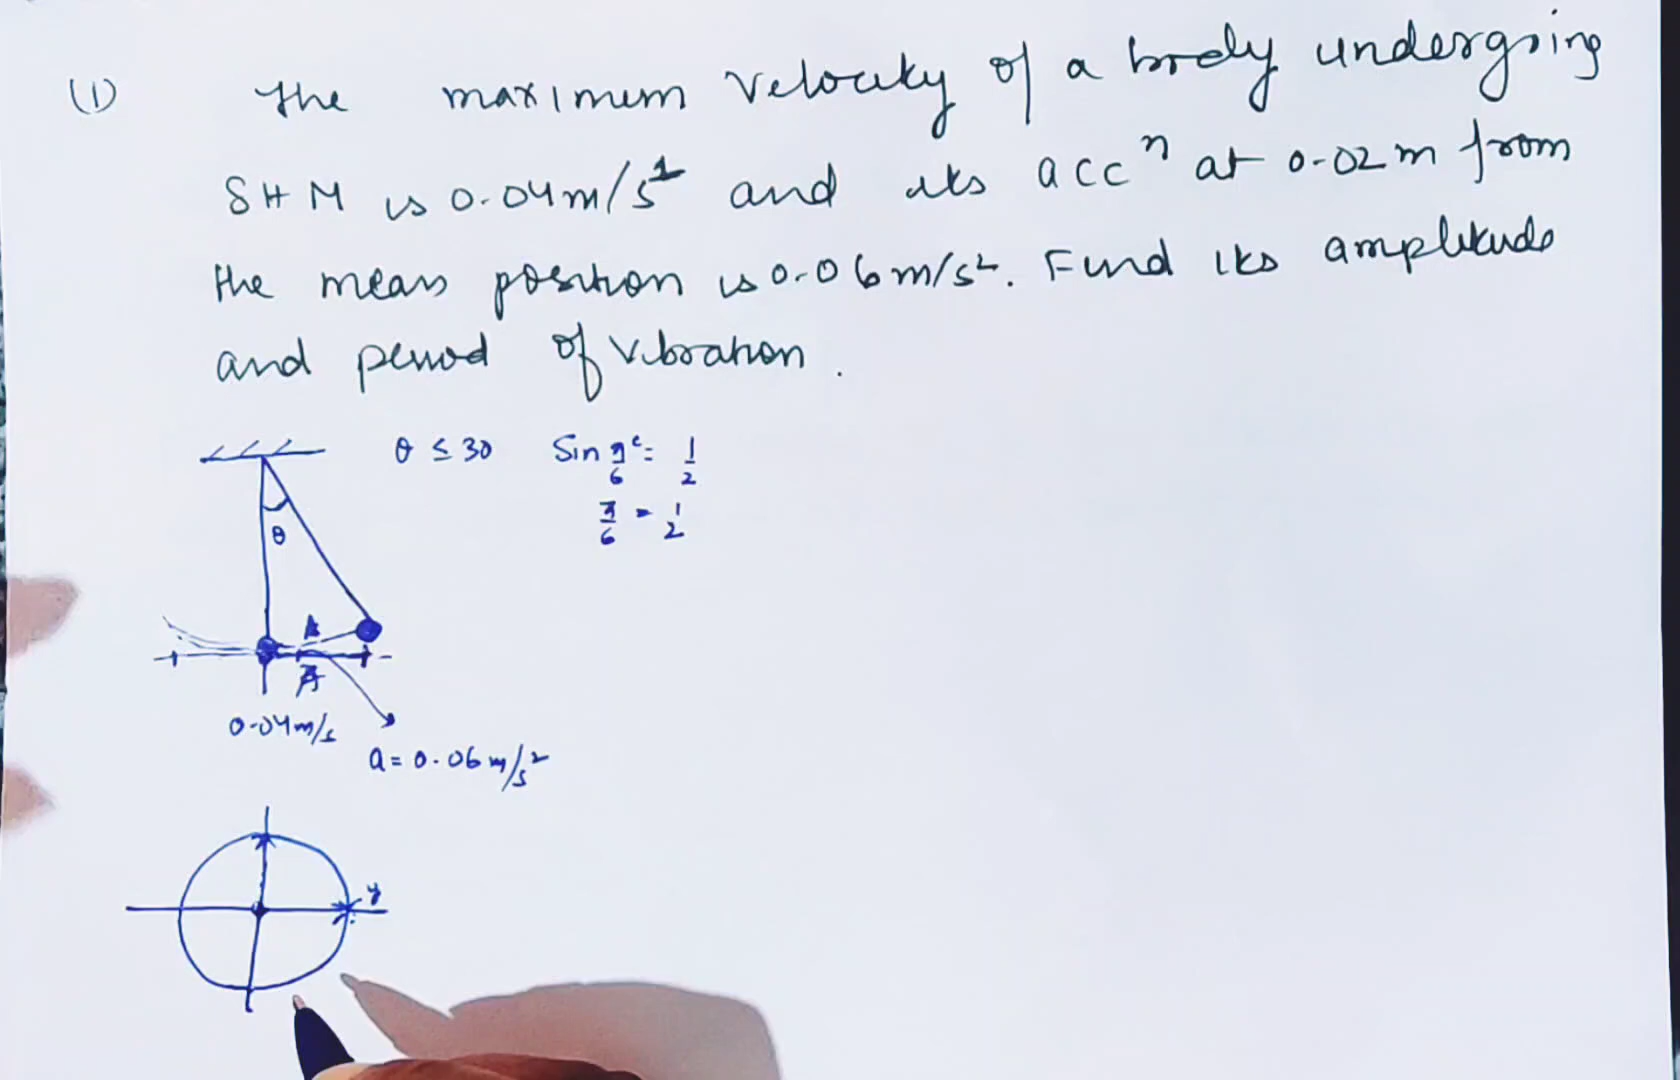 (1) The maximum velocity of a body undergoing
SHM is 0.04 m/s and its accⁿ at 0.02 m from
the mean position is 0.06 m/s². Find its amplitude
and period of vibration.
θ ≤ 30 Sin π/6ᶜ = 1/2
π/6 = 1/2
θ
A
0.04 m/s
a = 0.06 m/s²
y